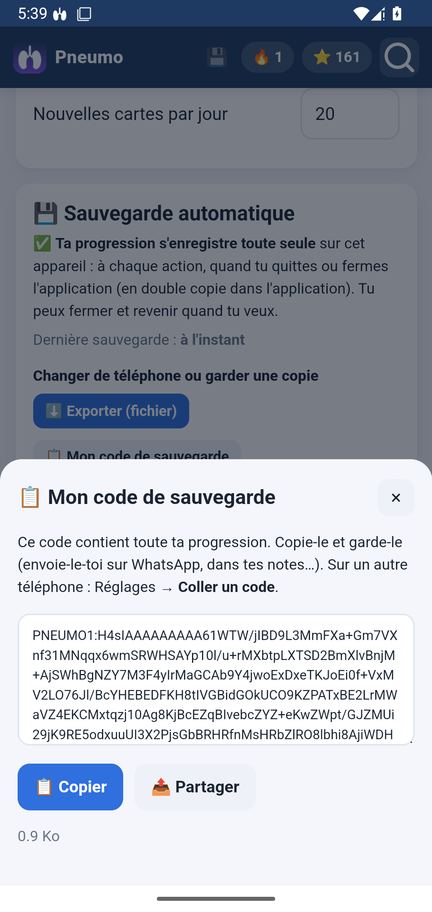 5:39
Pneumo
💾 🔥 1 ⭐ 161
Nouvelles cartes par jour
20
💾 Sauvegarde automatique
✅ Ta progression s'enregistre toute seule sur cet
appareil : à chaque action, quand tu quittes ou fermes
l'application (en double copie dans l'application). Tu
peux fermer et revenir quand tu veux.
Dernière sauvegarde : à l'instant
Changer de téléphone ou garder une copie
⬇️ Exporter (fichier)
📋 Mon code de sauvegarde
📋 Mon code de sauvegarde
×
Ce code contient toute ta progression. Copie-le et garde-le
(envoie-le-toi sur WhatsApp, dans tes notes…). Sur un autre
téléphone : Réglages → Coller un code.
PNEUMO1:H4sIAAAAAAAAA61WTW/jIBD9L3MmFXa+Gm7VX
nf31MNqqx6wmSRWHSAYp10l/u+rMXbtpLXTSD2BmXlvBnjM
+AjSWhBgNZY7M3F4yIrMaGCAb9Y4jwoExDxeTKJoEi0f+VxM
V2LO76Jl/BcYHEBEDFKH8tIVGBidGOkUCO9KZPATxBE2LrMW
aVZ4EKCMxtqzj10Ag8KjBcEZqBIvebcZYZ+eKwZWpt/GJZMUi
29jK9RE5odxuuUI3X2PjsGbBRHRfnMsHRbZlRO8Ibhi8AjiWDH
📋 Copier
📤 Partager
0.9 Ko